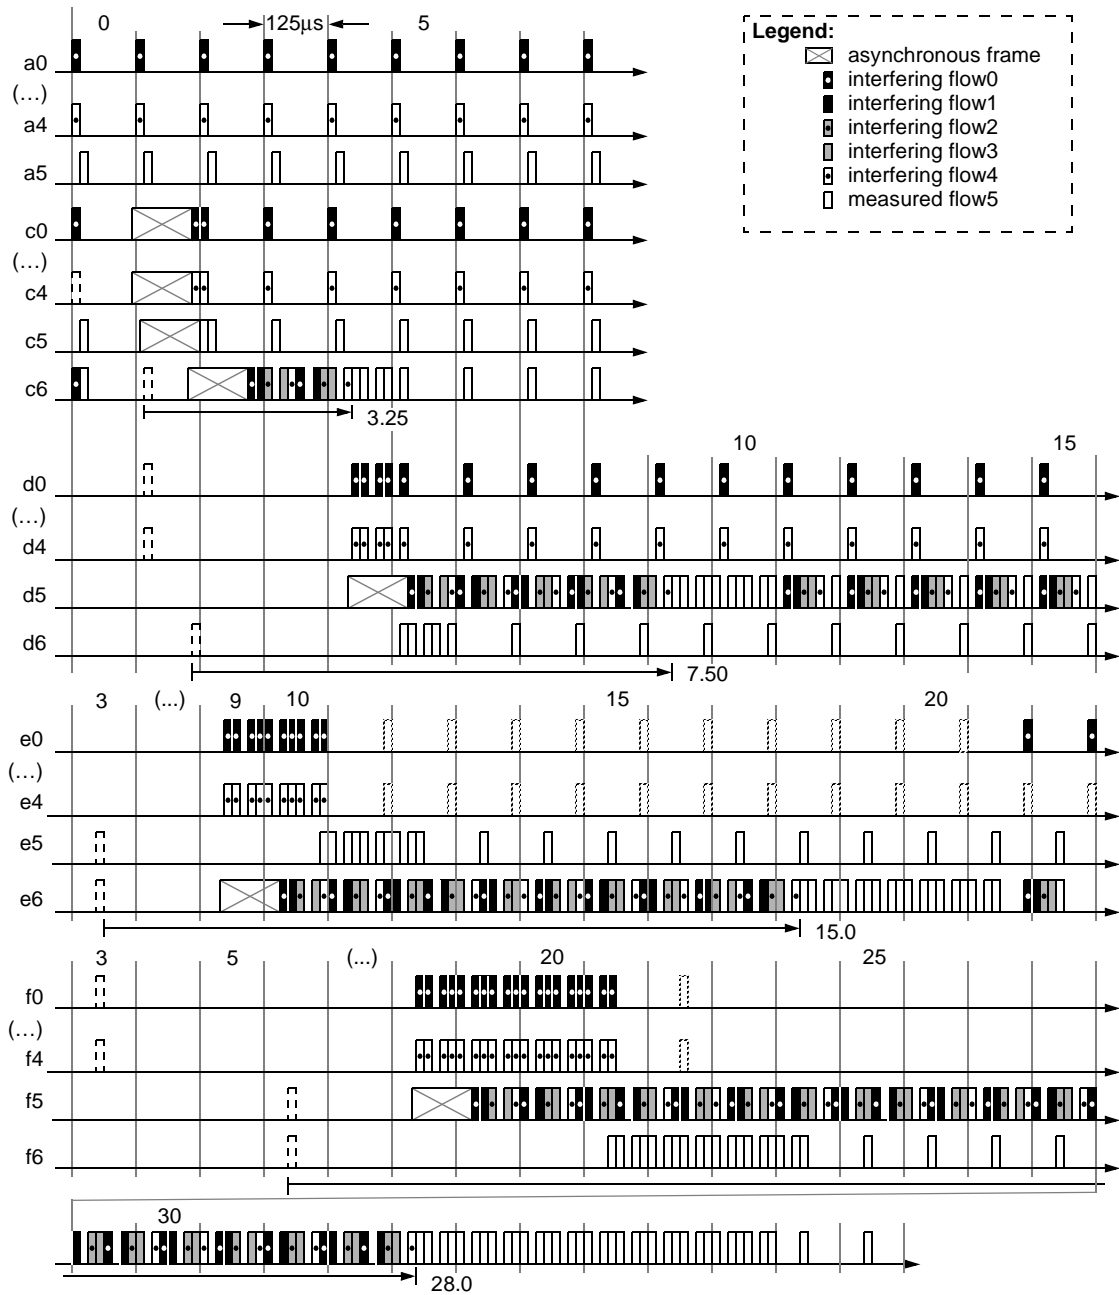 0 125μs 5
Legend:
asynchronous frame
interfering flow0
interfering flow1
interfering flow2
interfering flow3
interfering flow4
measured flow5
a0
(...)
a4
a5
c0
(...)
c4
c5
c6
3.25
10 15
d0
(...)
d4
d5
d6
7.50
3 (...) 9 10 15 20
e0
(...)
e4
e5
e6
15.0
3 5 (...) 20 25
f0
(...)
f4
f5
f6
30
28.0